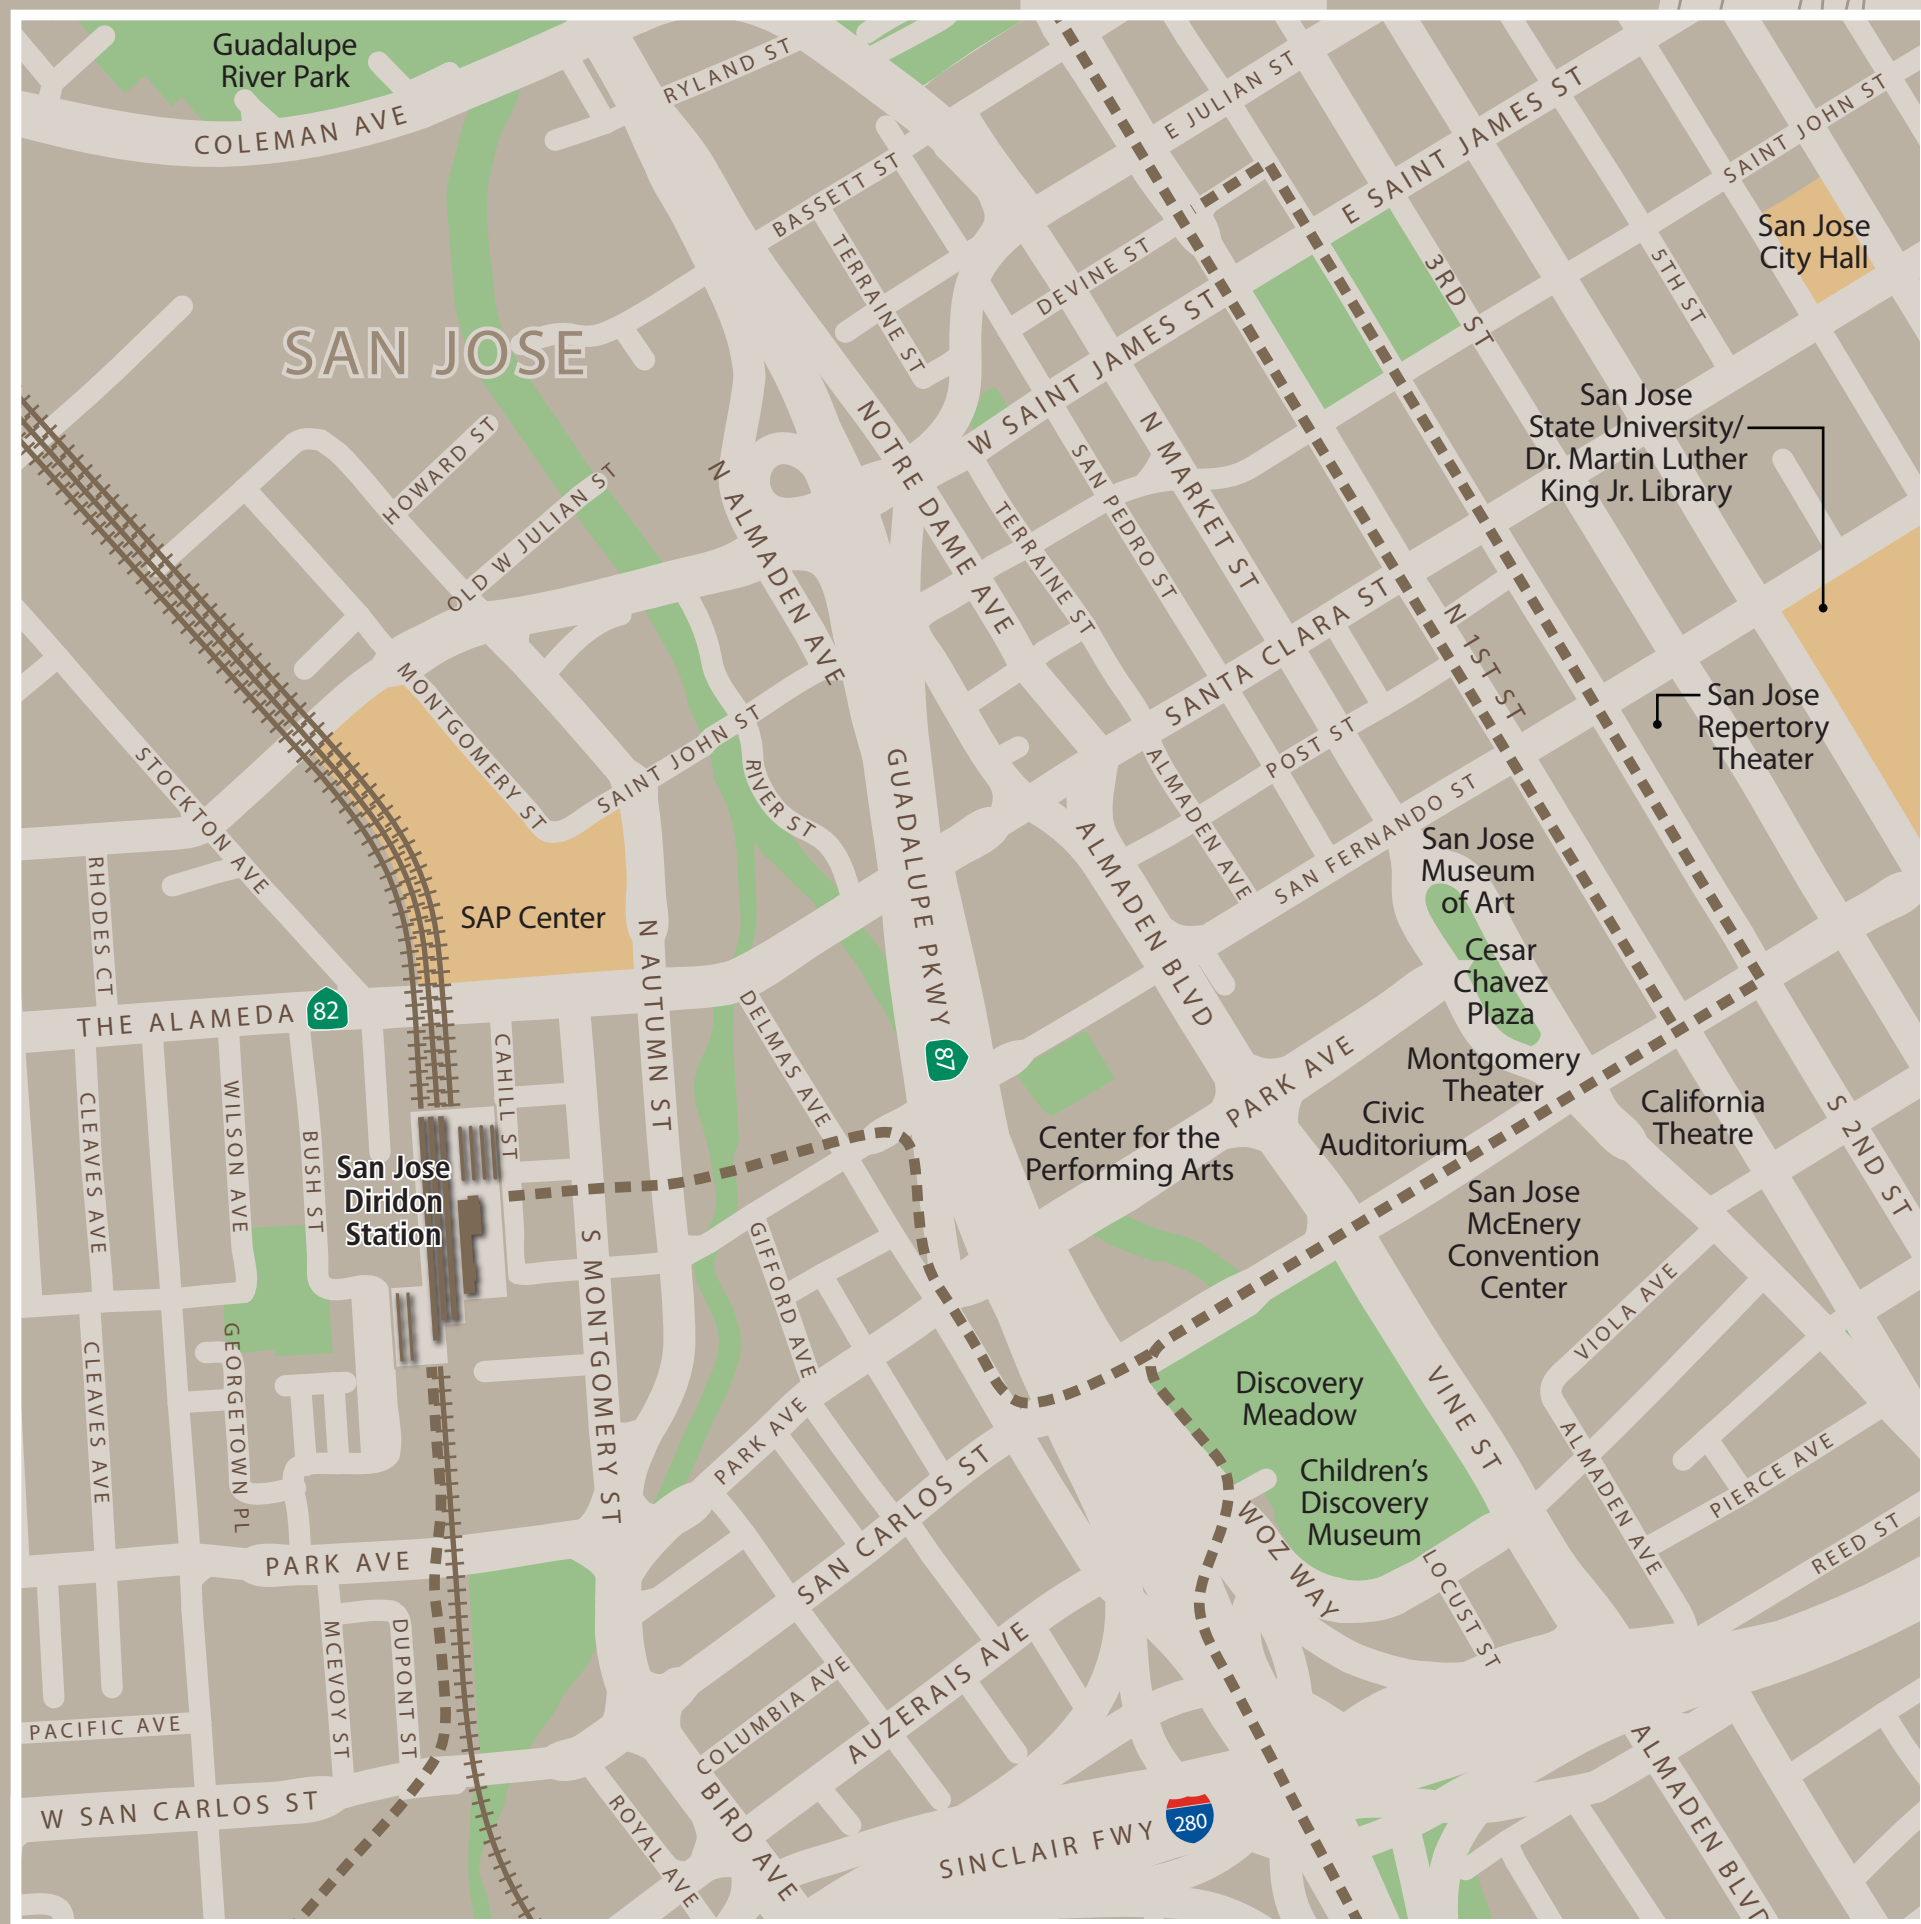 Guadalupe
River Park
COLEMAN AVE
RYLAND ST
E JULIAN ST
E SAINT JAMES ST
SAINT JOHN ST
BASSETT ST
TERRAINE ST
DEVINE ST
3RD ST
5TH ST
San Jose
City Hall
SAN JOSE
W SAINT JAMES ST
HOWARD ST
OLD W JULIAN ST
N ALMADEN AVE
NOTRE DAME AVE
N MARKET ST
SAN PEDRO ST
TERRAINE ST
San Jose
State University/
Dr. Martin Luther
King Jr. Library
SANTA CLARA ST
N 1ST ST
MONTGOMERY ST
SAINT JOHN ST
RIVER ST
STOCKTON AVE
GUADALUPE PKWY
ALMADEN AVE
POST ST
San Jose
Repertory
Theater
RHODES CT
SAP Center
N AUTUMN ST
ALMADEN BLVD
SAN FERNANDO ST
San Jose
Museum
of Art
Cesar
Chavez
Plaza
THE ALAMEDA
82
CAHILL ST
DELMAS AVE
87
PARK AVE
Montgomery
Theater
Civic
Auditorium
California
Theatre
S 2ND ST
CLEAVES AVE
WILSON AVE
BUSH ST
San Jose
Diridon
Station
Center for the
Performing Arts
San Jose
McEnery
Convention
Center
S MONTGOMERY ST
GIFFORD AVE
VIOLA AVE
CLEAVES AVE
GEORGETOWN PL
PARK AVE
Discovery
Meadow
VINE ST
Children's
Discovery
Museum
WOZ WAY
SAN CARLOS ST
ALMADEN AVE
PIERCE AVE
REED ST
LOCUST ST
PARK AVE
MCEVOY ST
DUPONT ST
PACIFIC AVE
COLUMBIA AVE
AUZERAIS AVE
W SAN CARLOS ST
ROYAL AVE
BIRD AVE
SINCLAIR FWY
280
ALMADEN BLVD